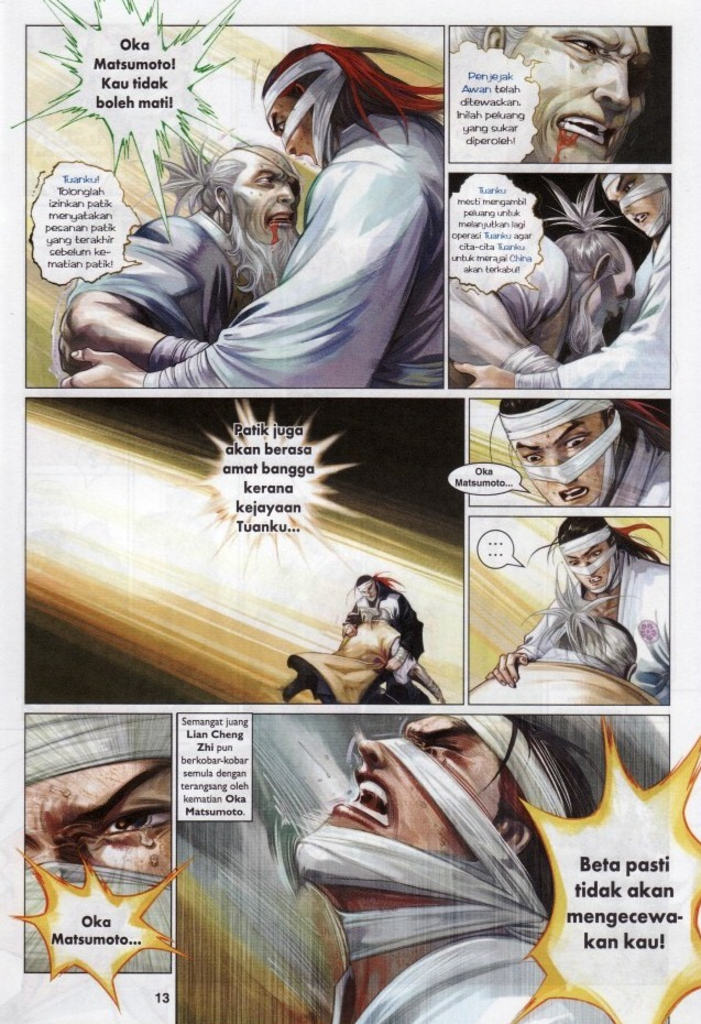 Oka
Matsumoto!
Kau tidak
boleh mati!
Tuanku!
Tolonglah
izinkan patik
menyatakan
pesanan patik
yang terakhir
sebelum ke-
matian patik!
Penjejak
Awan telah
ditewaskan.
Inilah peluang
yang sukar
diperoleh!
Tuanku
mesti mengambil
peluang untuk
melanjutkan lagi
operasi Tuanku agar
cita-cita Tuanku
untuk merajai China
akan terkabul!
Patik juga
akan berasa
amat bangga
kerana
kejayaan
Tuanku...
Oka
Matsumoto...
...
...
Oka
Matsumoto...
Semangat juang
Lian Cheng
Zhi pun
berkobar-kobar
semula dengan
terangsang oleh
kematian Oka
Matsumoto.
Beta pasti
tidak akan
mengecewa-
kan kau!
13